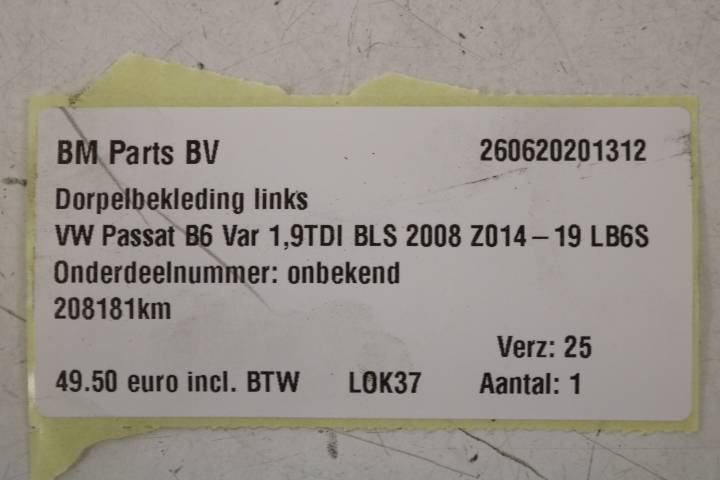 BM Parts BV 260620201312
Dorpelbekleding links
VW Passat B6 Var 1,9TDI BLS 2008 Z014-19 LB6S
Onderdeelnummer: onbekend
208181km
Verz: 25
49.50 euro incl. BTW LOK37 Aantal: 1